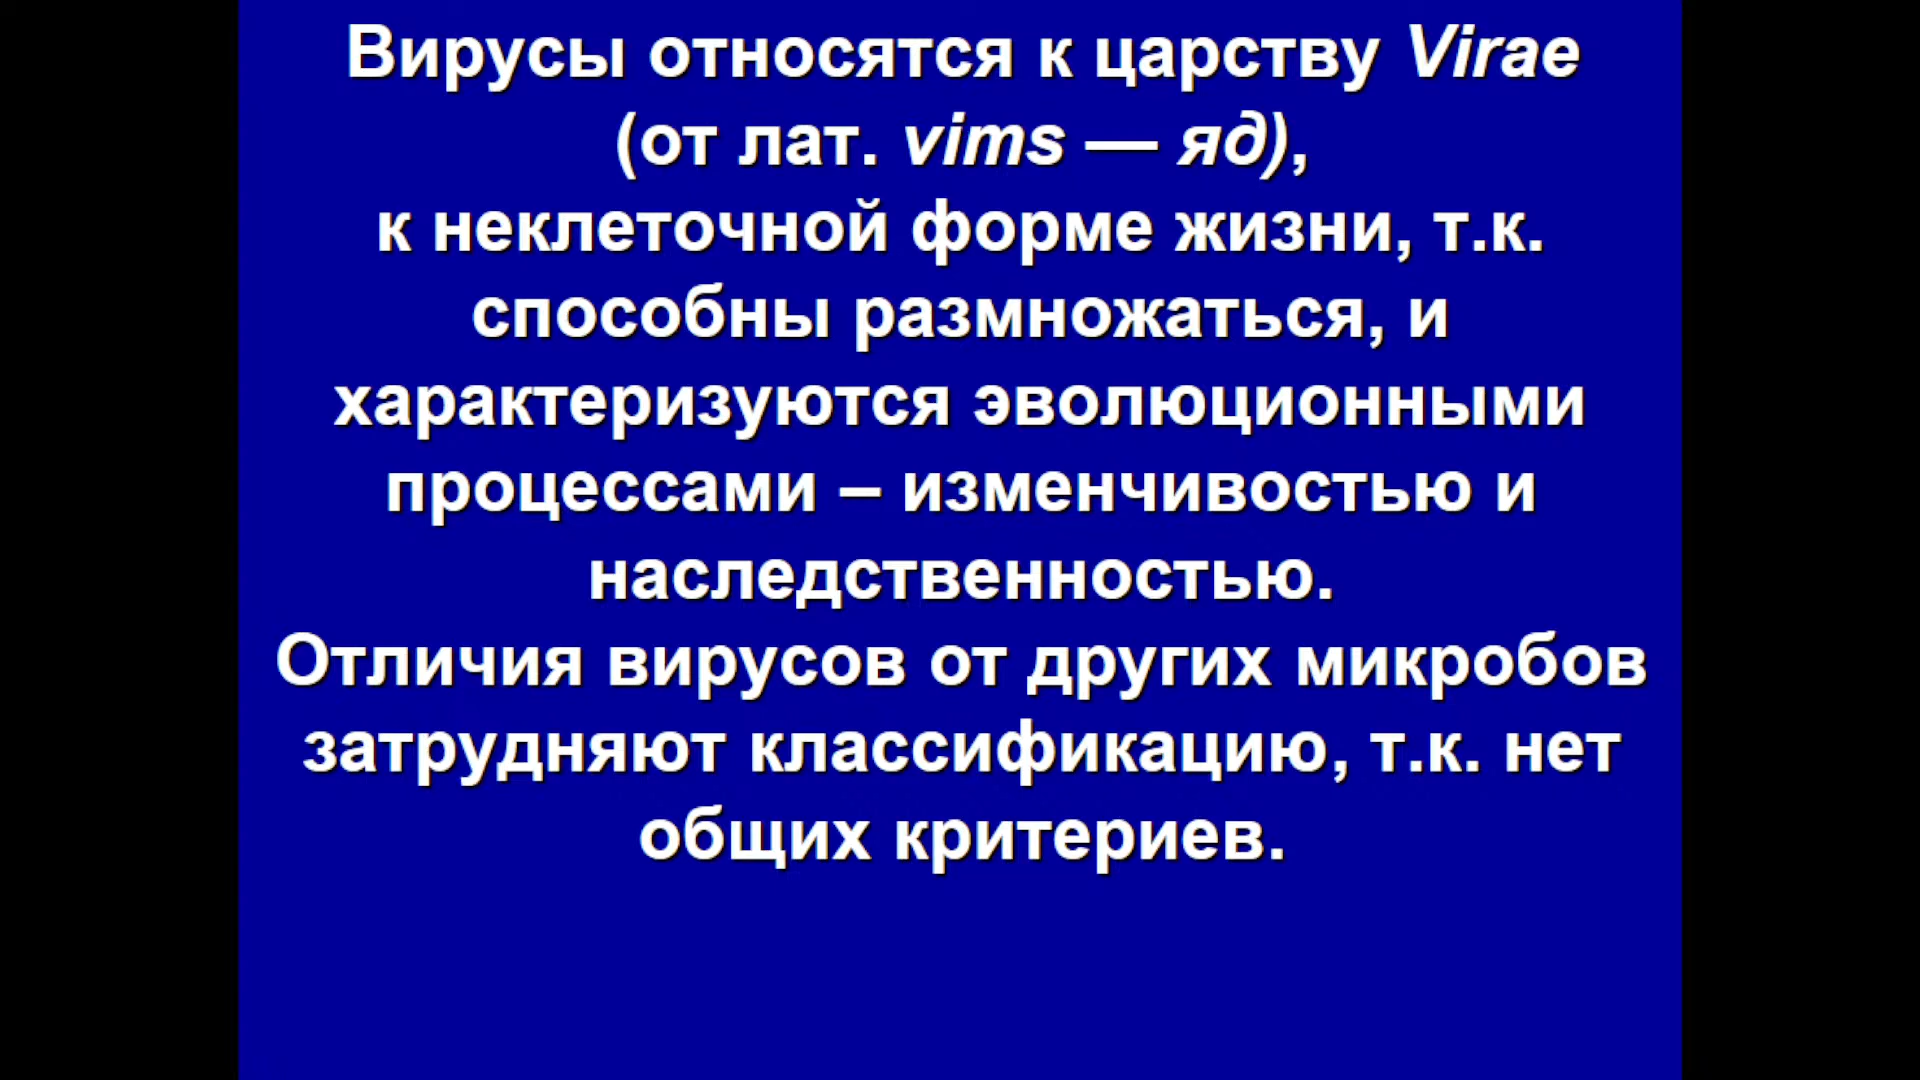 Вирусы относятся к царству Virae
(от лат. vims — яд),
к неклеточной форме жизни, т.к.
способны размножаться, и
характеризуются эволюционными
процессами – изменчивостью и
наследственностью.
Отличия вирусов от других микробов
затрудняют классификацию, т.к. нет
общих критериев.